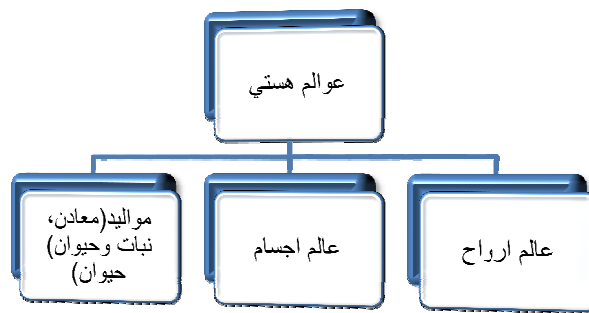 عوالم هستي
عالم ارواح
عالم اجسام
مواليد(معادن،
نبات وحيوان)
حيوان)